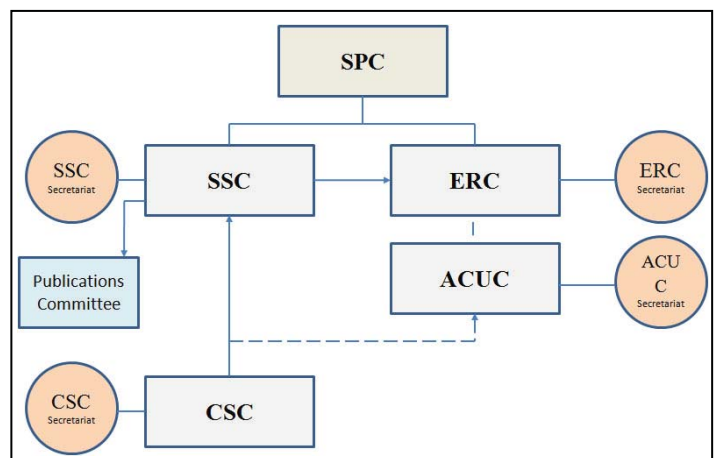 SPC
SSC
Secretariat
SSC
ERC
ERC
Secretariat
Publications
Committee
ACUC
ACU
C
Secretariat
CSC
Secretariat
CSC